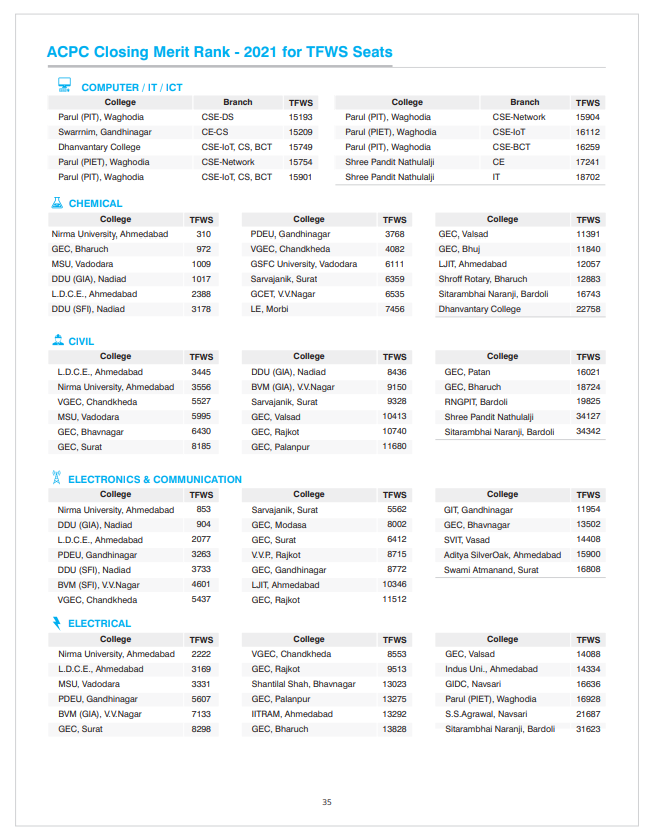 ACPC Closing Merit Rank - 2021 for TFWS Seats
COMPUTER / IT / ICT
College Branch TFWS
Parul (PIT), Waghodia CSE-DS 15193
Swarrnim, Gandhinagar CE-CS 15209
Dhanvantary College CSE-IoT, CS, BCT 15749
Parul (PIET), Waghodia CSE-Network 15754
Parul (PIT), Waghodia CSE-IoT, CS, BCT 15901
College Branch TFWS
Parul (PIT), Waghodia CSE-Network 15904
Parul (PIET), Waghodia CSE-IoT 16112
Parul (PIT), Waghodia CSE-BCT 16259
Shree Pandit Nathulalji CE 17241
Shree Pandit Nathulalji IT 18702
CHEMICAL
College TFWS
Nirma University, Ahmedabad 310
GEC, Bharuch 972
MSU, Vadodara 1009
DDU (GIA), Nadiad 1017
L.D.C.E., Ahmedabad 2388
DDU (SFI), Nadiad 3178
College TFWS
PDEU, Gandhinagar 3768
VGEC, Chandkheda 4082
GSFC University, Vadodara 6111
Sarvajanik, Surat 6359
GCET, V.V.Nagar 6535
LE, Morbi 7456
College TFWS
GEC, Valsad 11391
GEC, Bhuj 11840
LJIT, Ahmedabad 12057
Shroff Rotary, Bharuch 12883
Sitarambhai Naranji, Bardoli 16743
Dhanvantary College 22758
CIVIL
College TFWS
L.D.C.E., Ahmedabad 3445
Nirma University, Ahmedabad 3556
VGEC, Chandkheda 5527
MSU, Vadodara 5995
GEC, Bhavnagar 6430
GEC, Surat 8185
College TFWS
DDU (GIA), Nadiad 8436
BVM (GIA), V.V.Nagar 9150
Sarvajanik, Surat 9328
GEC, Valsad 10413
GEC, Rajkot 10740
GEC, Palanpur 11680
College TFWS
GEC, Patan 16021
GEC, Bharuch 18724
RNGPIT, Bardoli 19825
Shree Pandit Nathulalji 34127
Sitarambhai Naranji, Bardoli 34342
ELECTRONICS & COMMUNICATION
College TFWS
Nirma University, Ahmedabad 853
DDU (GIA), Nadiad 904
L.D.C.E., Ahmedabad 2077
PDEU, Gandhinagar 3263
DDU (SFI), Nadiad 3733
BVM (SFI), V.V.Nagar 4601
VGEC, Chandkheda 5437
College TFWS
Sarvajanik, Surat 5562
GEC, Modasa 8002
GEC, Surat 6412
V.V.P., Rajkot 8715
GEC, Gandhinagar 8772
LJIT, Ahmedabad 10346
GEC, Rajkot 11512
College TFWS
GIT, Gandhinagar 11954
GEC, Bhavnagar 13502
SVIT, Vasad 14408
Aditya SilverOak, Ahmedabad 15900
Swami Atmanand, Surat 16808
ELECTRICAL
College TFWS
Nirma University, Ahmedabad 2222
L.D.C.E., Ahmedabad 3169
MSU, Vadodara 3331
PDEU, Gandhinagar 5607
BVM (GIA), V.V.Nagar 7133
GEC, Surat 8298
College TFWS
VGEC, Chandkheda 8553
GEC, Rajkot 9513
Shantilal Shah, Bhavnagar 13023
GEC, Palanpur 13275
IITRAM, Ahmedabad 13292
GEC, Bharuch 13828
College TFWS
GEC, Valsad 14088
Indus Uni., Ahmedabad 14334
GIDC, Navsari 16636
Parul (PIET), Waghodia 16928
S.S.Agrawal, Navsari 21687
Sitarambhai Naranji, Bardoli 31623
35